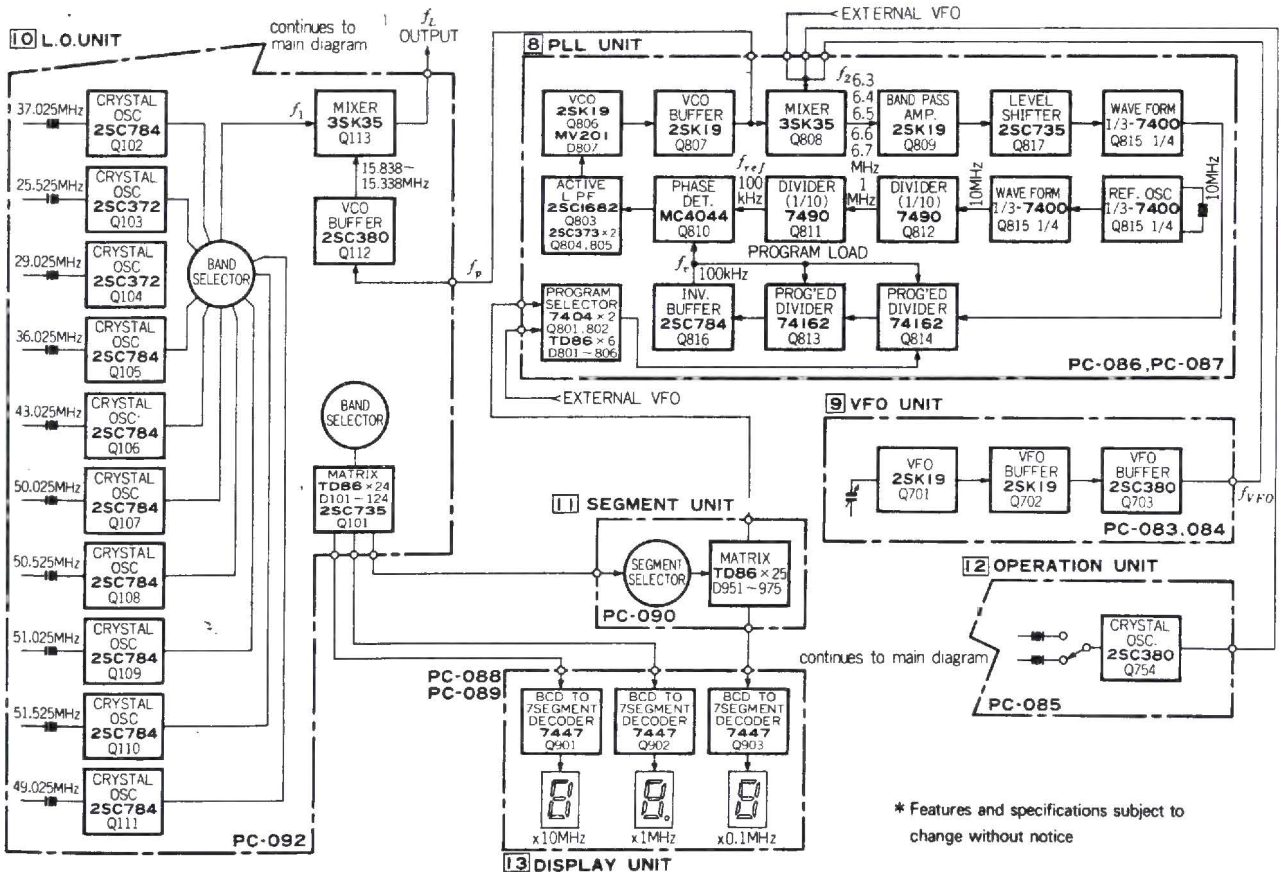 10 L.O.UNIT
continues to
main diagram
f_L
OUTPUT
37.025MHz
CRYSTAL
OSC
2SC784
Q102
25.525MHz
CRYSTAL
OSC
2SC372
Q103
29.025MHz
CRYSTAL
OSC
2SC372
Q104
36.025MHz
CRYSTAL
OSC
2SC784
Q105
43.025MHz
CRYSTAL
OSC
2SC784
Q106
50.025MHz
CRYSTAL
OSC
2SC784
Q107
50.525MHz
CRYSTAL
OSC
2SC784
Q108
51.025MHz
CRYSTAL
OSC
2SC784
Q109
51.525MHz
CRYSTAL
OSC
2SC784
Q110
49.025MHz
CRYSTAL
OSC
2SC784
Q111
BAND
SELECTOR
f_1
MIXER
3SK35
Q113
15.838~
15.338MHz
VCO
BUFFER
2SC380
Q112
f_p
BAND
SELECTOR
MATRIX
TD86×24
D101~124
2SC735
Q101
PC-092
EXTERNAL VFO
8 PLL UNIT
VCO
2SK19
Q806
MV201
D807
VCO
BUFFER
2SK19
Q807
MIXER
3SK35
Q808
f_2 6.3
6.4
6.5
6.6
6.7
MHz
BAND PASS
AMP.
2SK19
Q809
LEVEL
SHIFTER
2SC735
Q817
WAVE FORM
1/3-7400
Q815 1/4
ACTIVE
LPF
2SC1682
Q803
2SC373×2
Q804,805
PHASE
DET.
MC4044
Q810
f_ref
100
kHz
DIVIDER
(1/10)
7490
Q811
1
MHz
DIVIDER
(1/10)
7490
Q812
10MHz
WAVE FORM
1/3-7400
Q815 1/4
REF. OSC
1/3-7400
Q815 1/4
10MHz
PROGRAM LOAD
f_r
100kHz
PROGRAM
SELECTOR
7404×2
Q801,802
TD86×6
D801~806
INV.
BUFFER
2SC784
Q816
PROG'ED
DIVIDER
74162
Q813
PROG'ED
DIVIDER
74162
Q814
PC-086,PC-087
EXTERNAL VFO
9 VFO UNIT
VFO
2SK19
Q701
VFO
BUFFER
2SK19
Q702
VFO
BUFFER
2SC380
Q703
f_VFO
PC-083,084
11 SEGMENT UNIT
SEGMENT
SELECTOR
MATRIX
TD86×25
D951~975
PC-090
12 OPERATION UNIT
CRYSTAL
OSC.
2SC380
Q754
continues to main diagram
PC-085
PC-088
PC-089
BCD TO
7SEGMENT
DECODER
7447
Q901
BCD TO
7SEGMENT
DECODER
7447
Q902
BCD TO
7SEGMENT
DECODER
7447
Q903
8
8.
8
x10MHz
x1MHz
x0.1MHz
13 DISPLAY UNIT
* Features and specifications subject to
change without notice